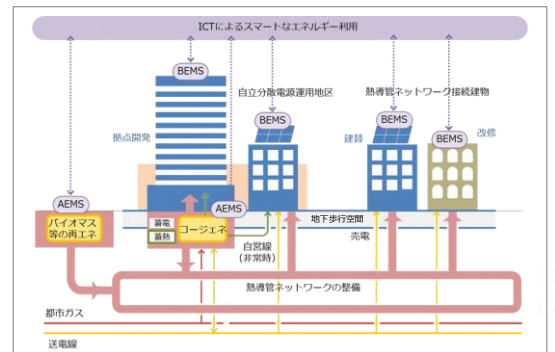 ICTによるスマートなエネルギー利用
BEMS
自立分散電源運用地区
熱導管ネットワーク接続建物
BEMS
BEMS
BEMS
拠点開発
建替
改修
AEMS
AEMS
バイオマス
等の再エネ
蓄電
蓄熱
コージェネ
地下歩行空間
自営線
(非常時)
売電
熱導管ネットワークの整備
都市ガス
送電線